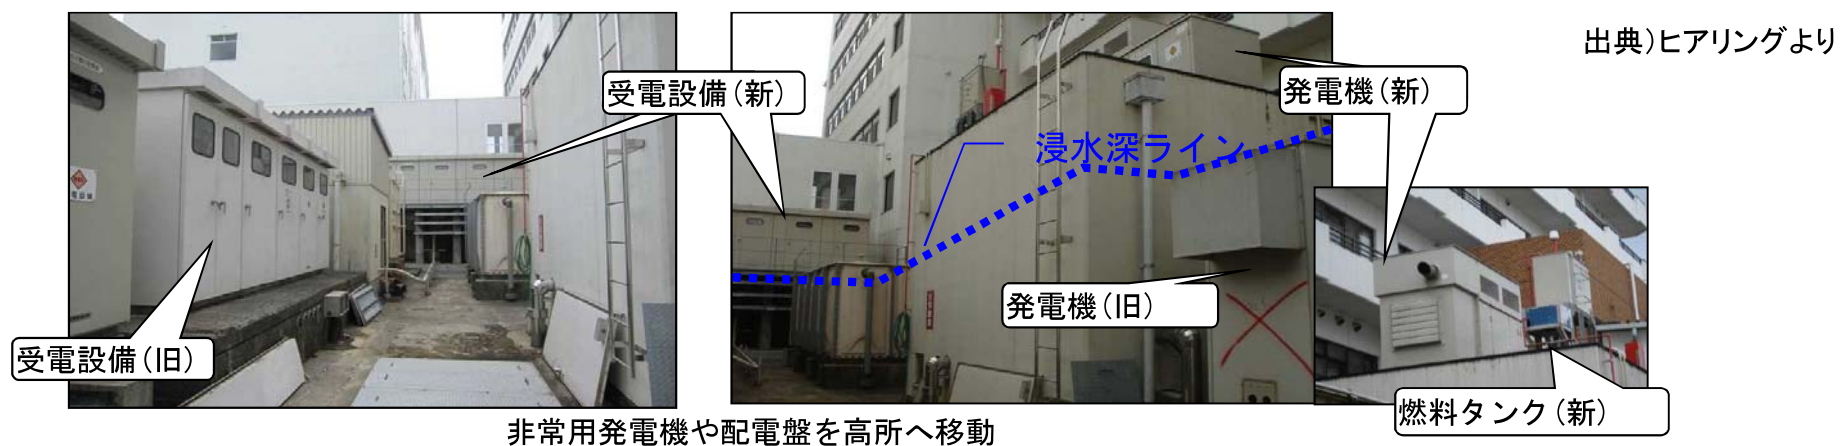 出典)ヒアリングより
受電設備(新)
発電機(新)
浸水深ライン
発電機(旧)
受電設備(旧)
燃料タンク(新)
非常用発電機や配電盤を高所へ移動